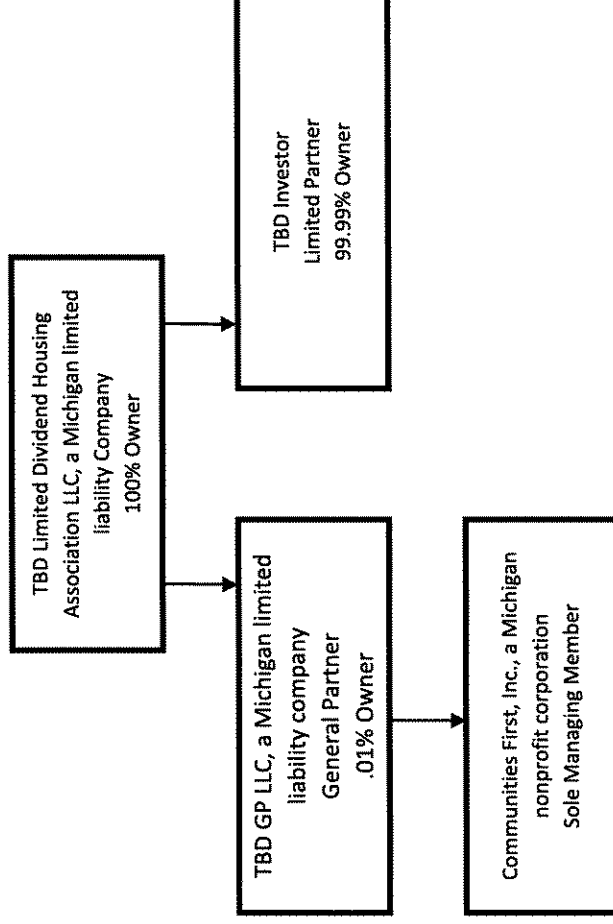 TBD Limited Dividend Housing
Association LLC, a Michigan limited
liability Company
100% Owner
TBD GP LLC, a Michigan limited
liability company
General Partner
.01% Owner
TBD Investor
Limited Partner
99.99% Owner
Communities First, Inc., a Michigan
nonprofit corporation
Sole Managing Member